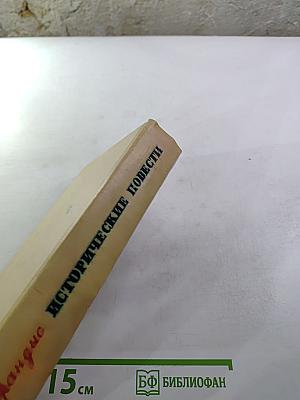 ИСТОРИЧЕСКИЕ ПОВЕСТИ
15 СМ
БФ БИБЛИОФАН